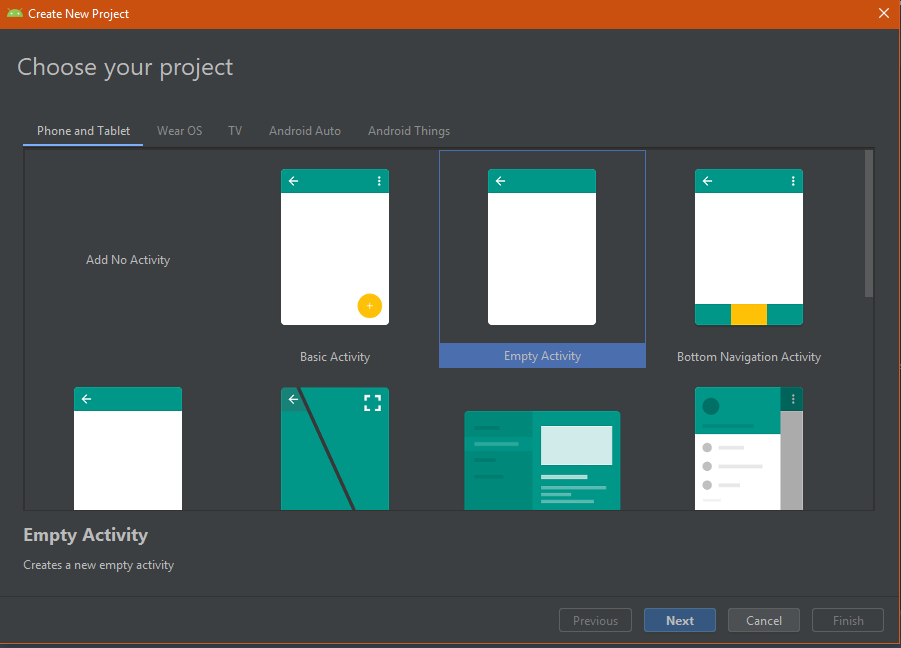 Create New Project
Choose your project
Phone and Tablet
Wear OS
TV
Android Auto
Android Things
Add No Activity
Basic Activity
Empty Activity
Bottom Navigation Activity
Empty Activity
Creates a new empty activity
Previous
Next
Cancel
Finish